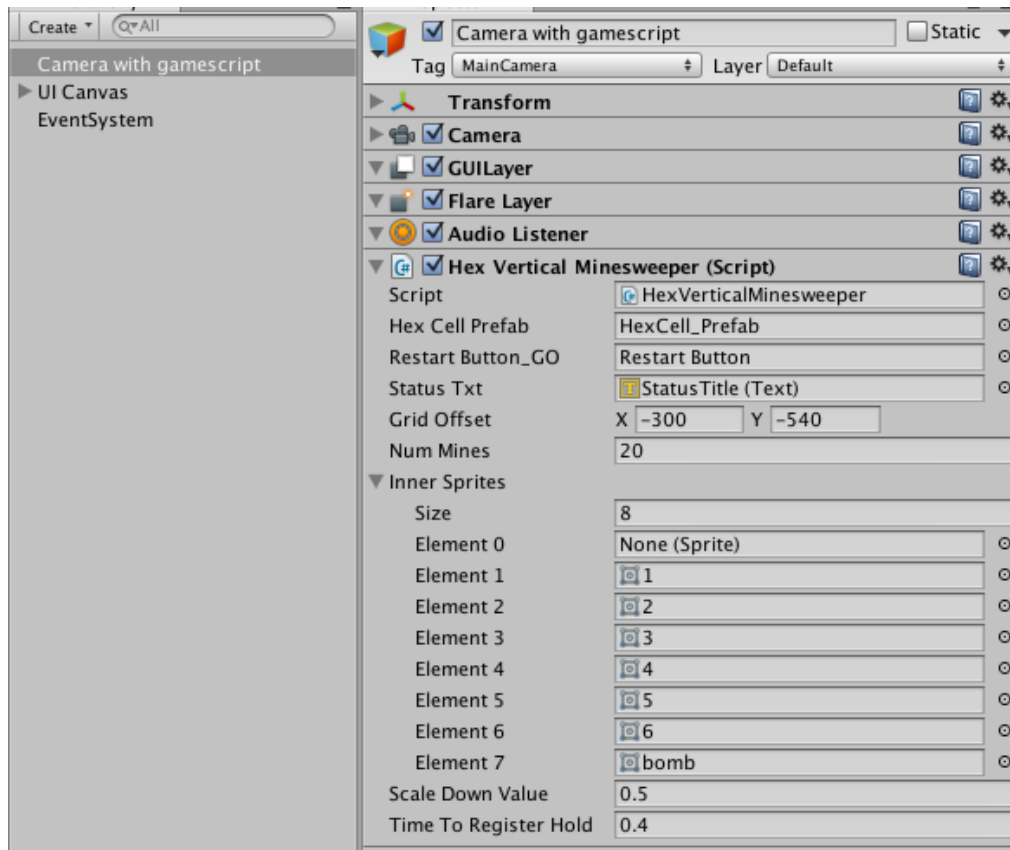 Create All
Camera with gamescript
UI Canvas
EventSystem
Camera with gamescript Static
Tag MainCamera Layer Default
Transform
Camera
GUILayer
Flare Layer
Audio Listener
Hex Vertical Minesweeper (Script)
Script HexVerticalMinesweeper
Hex Cell Prefab HexCell_Prefab
Restart Button_GO Restart Button
Status Txt StatusTitle (Text)
Grid Offset X -300 Y -540
Num Mines 20
Inner Sprites
Size 8
Element 0 None (Sprite)
Element 1 1
Element 2 2
Element 3 3
Element 4 4
Element 5 5
Element 6 6
Element 7 bomb
Scale Down Value 0.5
Time To Register Hold 0.4